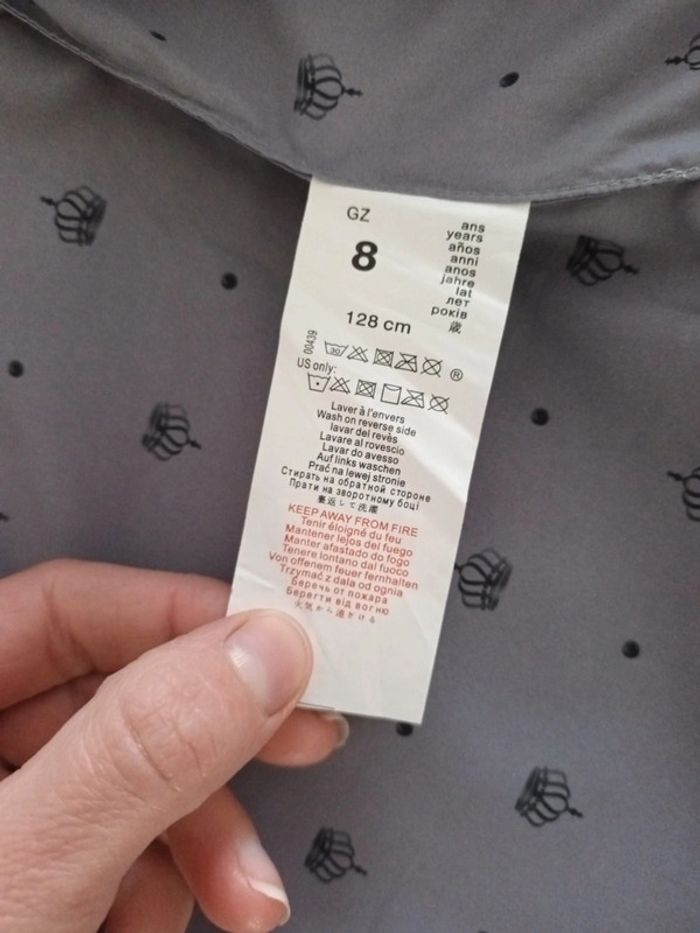 GZ
8
ans
years
años
anni
anos
jahre
lat
лет
років
歳
128 cm
00439
30
®
US only:
Laver à l'envers
Wash on reverse side
lavar del revès
Lavare al rovescio
Lavar do avesso
Auf links waschen
Prać na lewej stronie
Стирать на обратной стороне
Прати на зворотному боці
裏返して洗濯
KEEP AWAY FROM FIRE
Tenir éloigné du feu
Mantener lejos del fuego
Manter afastado do fogo
Tenere lontano dal fuoco
Von offenem feuer fernhalten
Trzymać z dala od ognia
Беречь от пожара
Берегти від вогню
火気から遠ざける